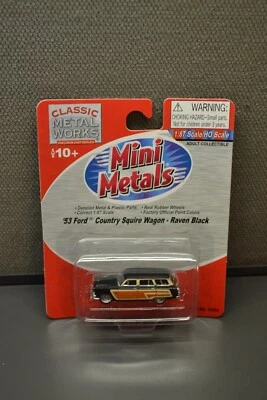 CLASSIC
METAL
WORKS
AGE 10+
WARNING:
CHOKING HAZARD--Small parts.
Not for children under 3 years.
1:87 Scale HO Scale
ADULT COLLECTIBLE
Mini
Metals
• Detailed Metal & Plastic Parts • Real Rubber Wheels
• Correct 1:87 Scale • Factory Official Paint Colors
'53 Ford Country Squire Wagon - Raven Black